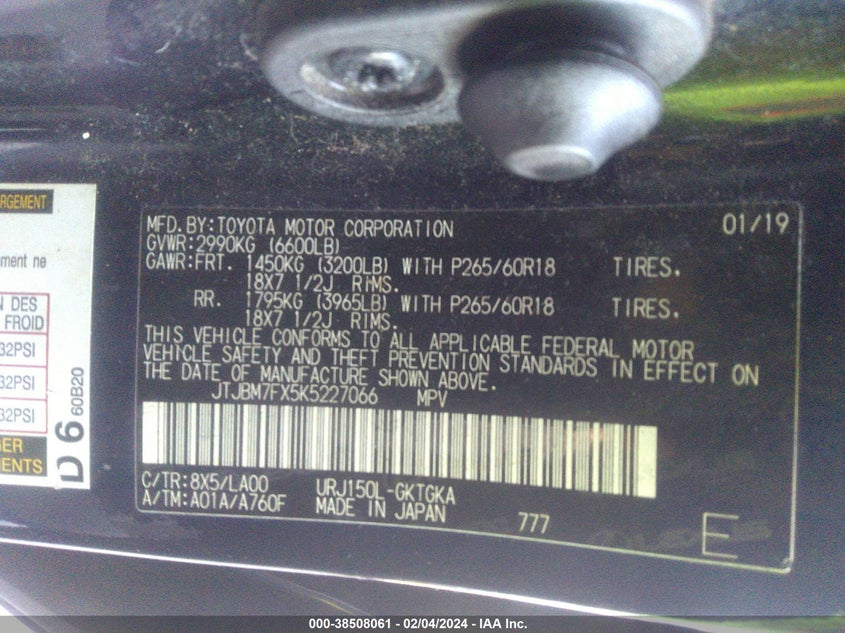 RGEMENT
ement ne
N DES
FROID
32PSI
32PSI
32PSI
GER
MENTS
D 6 60B20
MFD.BY:TOYOTA MOTOR CORPORATION 01/19
GVWR:2990KG (6600LB)
GAWR:FRT. 1450KG (3200LB) WITH P265/60R18 TIRES.
18X7 1/2J RIMS.
RR. 1795KG (3965LB) WITH P265/60R18 TIRES.
18X7 1/2J RIMS.
THIS VEHICLE CONFORMS TO ALL APPLICABLE FEDERAL MOTOR
VEHICLE SAFETY AND THEFT PREVENTION STANDARDS IN EFFECT ON
THE DATE OF MANUFACTURE SHOWN ABOVE.
JTJBM7FX5K5227066 MPV
C/TR:8X5/LA00 URJ150L-GKTGKA
A/TM:A01A/A760F MADE IN JAPAN 777 E
000-38508061 - 02/04/2024 - IAA Inc.